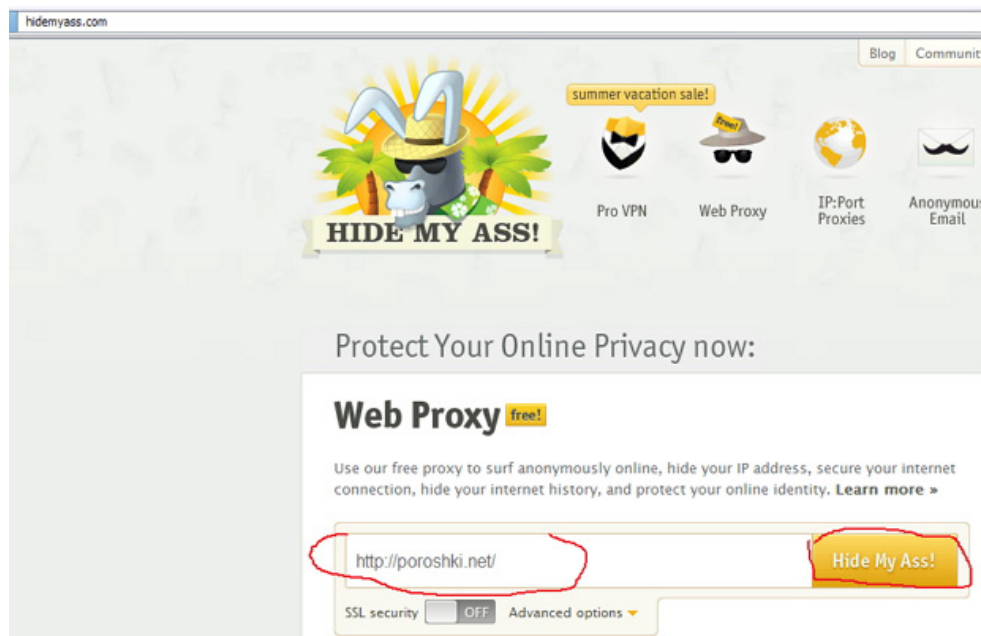 hidemyass.com
Blog Communit
summer vacation sale!
free!
Pro VPN Web Proxy IP:Port Proxies Anonymous Email
HIDE MY ASS!
Protect Your Online Privacy now:
Web Proxy free!
Use our free proxy to surf anonymously online, hide your IP address, secure your internet
connection, hide your internet history, and protect your online identity. Learn more »
http://poroshki.net/ Hide My Ass!
SSL security OFF Advanced options